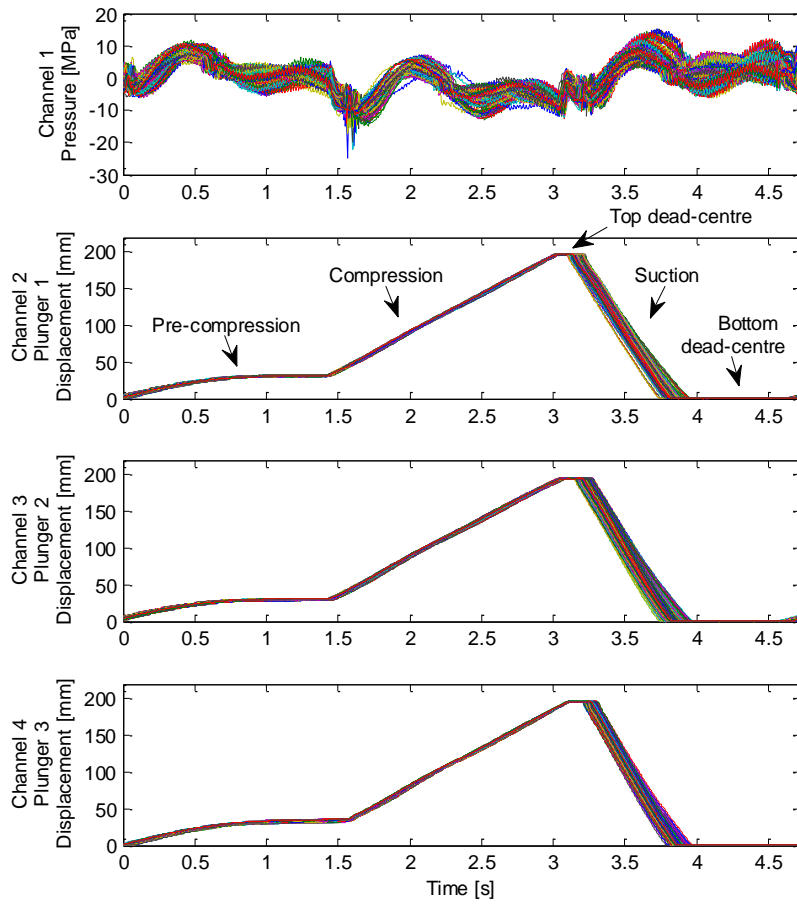 Channel 1
Pressure [MPa]
20
10
0
-10
-20
-30
0 0.5 1 1.5 2 2.5 3 3.5 4 4.5
Channel 2
Plunger 1
Displacement [mm]
200
150
100
50
0
Top dead-centre
Compression
Suction
Pre-compression
Bottom
dead-centre
0 0.5 1 1.5 2 2.5 3 3.5 4 4.5
Channel 3
Plunger 2
Displacement [mm]
200
150
100
50
0
0 0.5 1 1.5 2 2.5 3 3.5 4 4.5
Channel 4
Plunger 3
Displacement [mm]
200
150
100
50
0
0 0.5 1 1.5 2 2.5 3 3.5 4 4.5
Time [s]